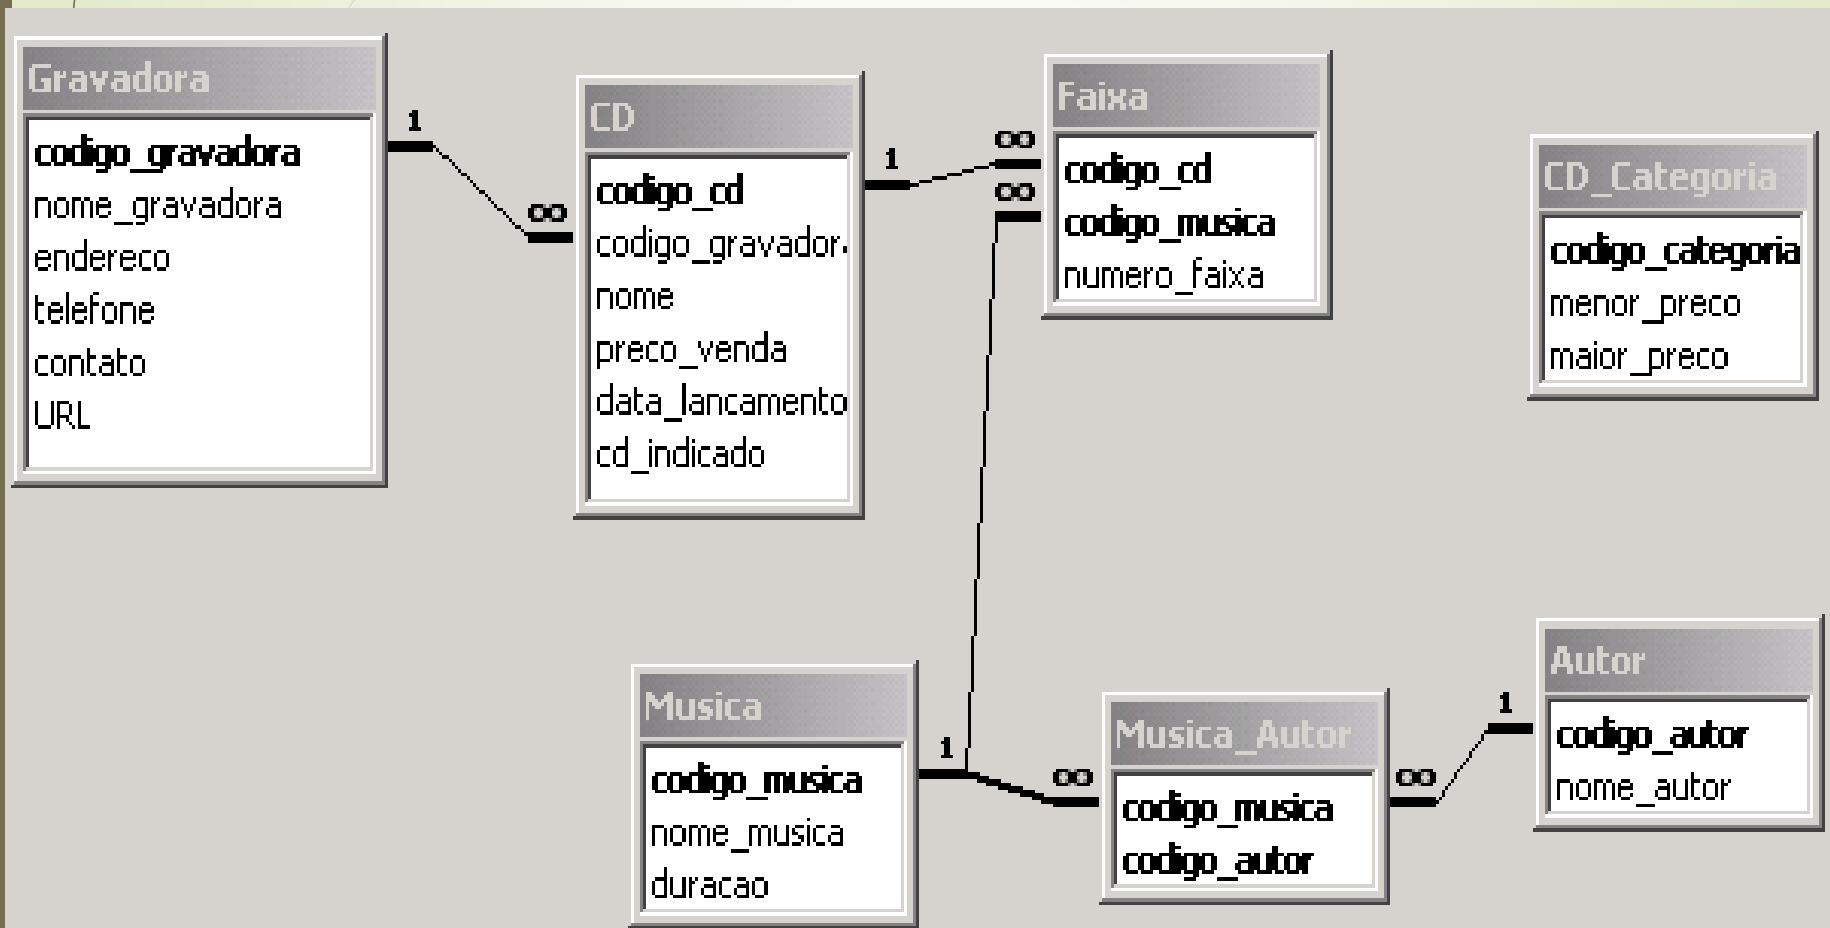 Gravadora
codigo_gravadora
nome_gravadora
endereco
telefone
contato
URL
1
∞
CD
codigo_cd
codigo_gravador
nome
preco_venda
data_lancamento
cd_indicado
1
∞
∞
Faixa
codigo_cd
codigo_musica
numero_faixa
CD_Categoria
codigo_categoria
menor_preco
maior_preco
Musica
codigo_musica
nome_musica
duracao
1
∞
Musica_Autor
codigo_musica
codigo_autor
∞
1
Autor
codigo_autor
nome_autor